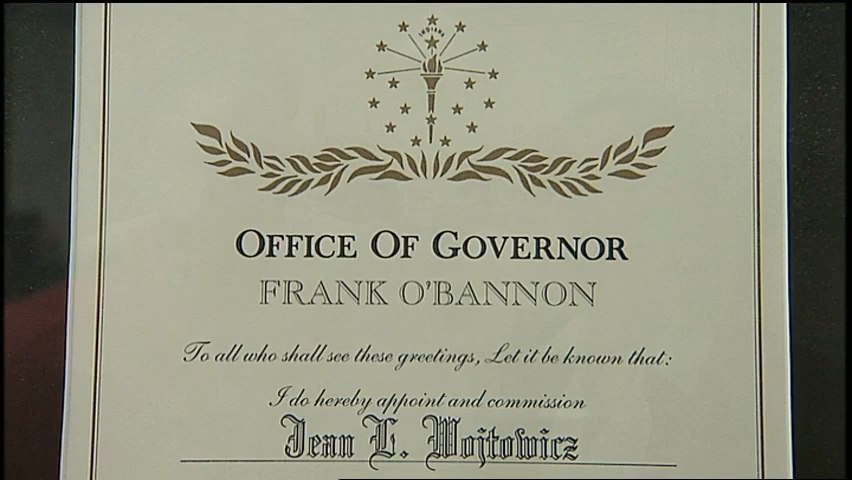 INDIANA
OFFICE OF GOVERNOR
FRANK O'BANNON
To all who shall see these greetings, Let it be known that:
I do hereby appoint and commission
Jean L. Wojtowicz